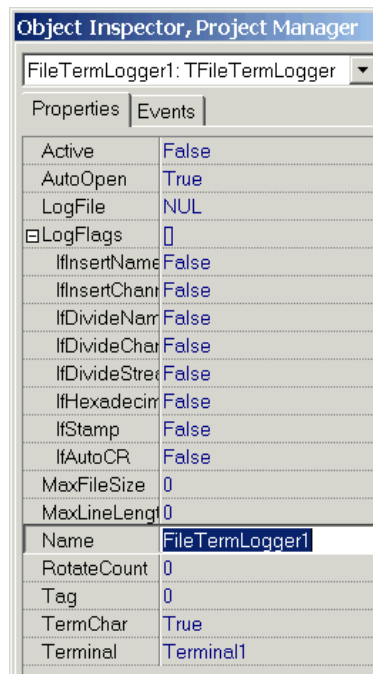 Object Inspector, Project Manager
FileTermLogger1: TFileTermLogger
Properties Events
Active False
AutoOpen True
LogFile NUL
LogFlags []
lfInsertName False
lfInsertChanr False
lfDivideNam False
lfDivideChar False
lfDivideStrea False
lfHexadecim False
lfStamp False
lfAutoCR False
MaxFileSize 0
MaxLineLengt 0
Name FileTermLogger1
RotateCount 0
Tag 0
TermChar True
Terminal Terminal1